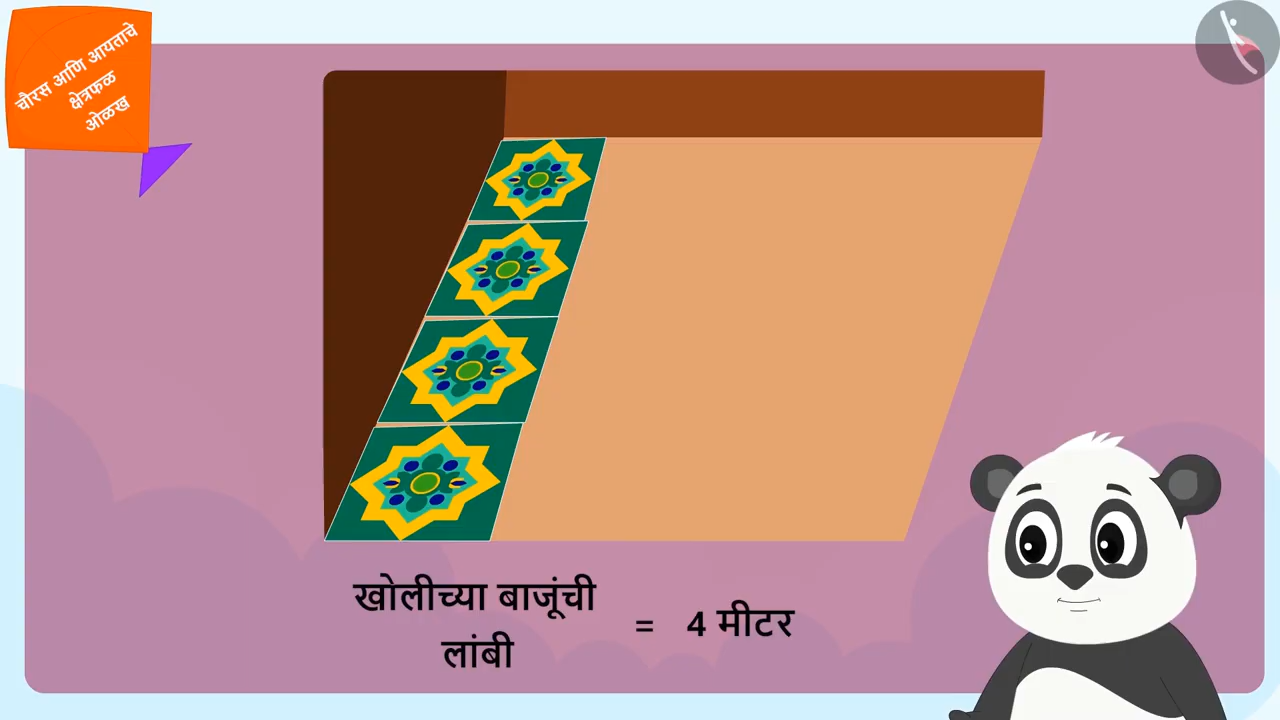 चौरस आणि आयताचे
क्षेत्रफळ
ओळख
खोलीच्या बाजूंची
लांबी
= 4 मीटर